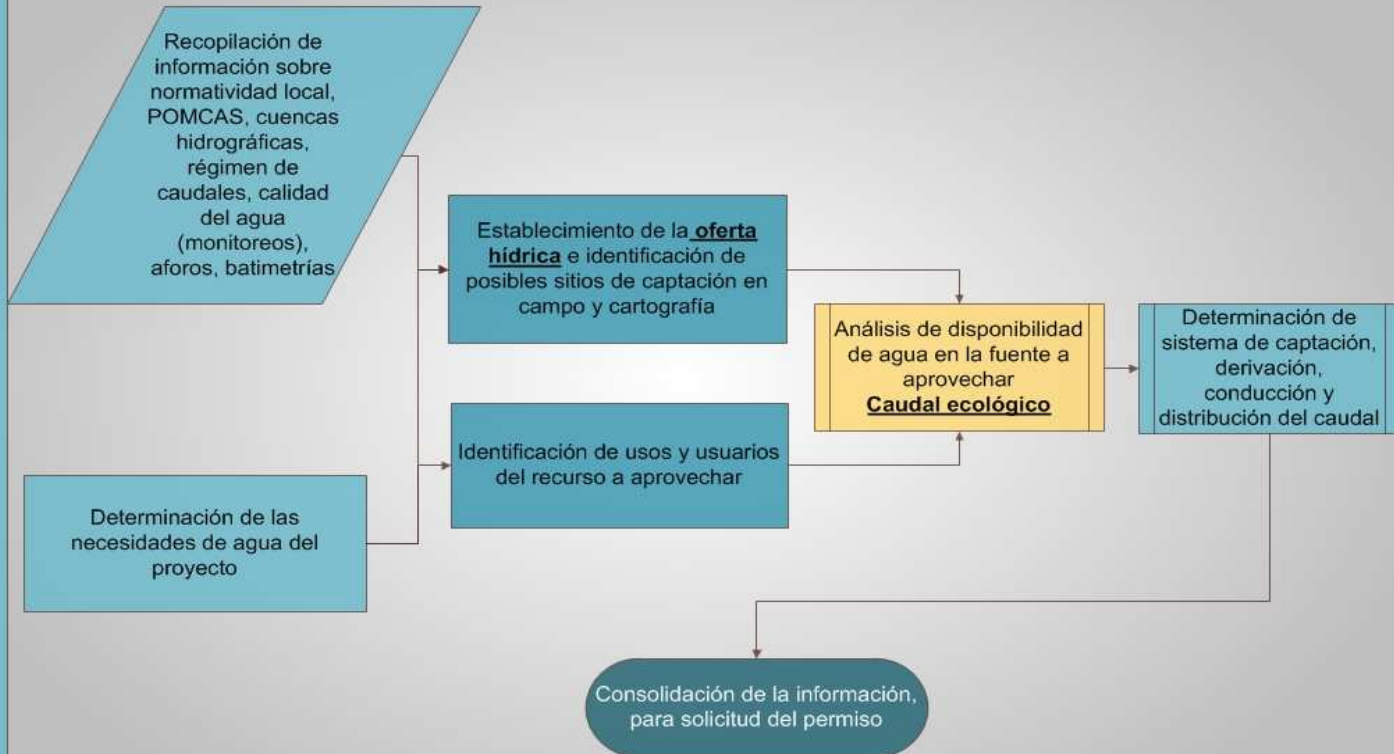 Recopilación de
información sobre
normatividad local,
POMCAS, cuencas
hidrográficas,
régimen de
caudales, calidad
del agua
(monitoreos),
aforos, batimetrías
Determinación de las
necesidades de agua del
proyecto
Establecimiento de la oferta
hídrica e identificación de
posibles sitios de captación en
campo y cartografía
Identificación de usos y usuarios
del recurso a aprovechar
Análisis de disponibilidad
de agua en la fuente a
aprovechar
Caudal ecológico
Determinación de
sistema de captación,
derivación,
conducción y
distribución del caudal
Consolidación de la información,
para solicitud del permiso